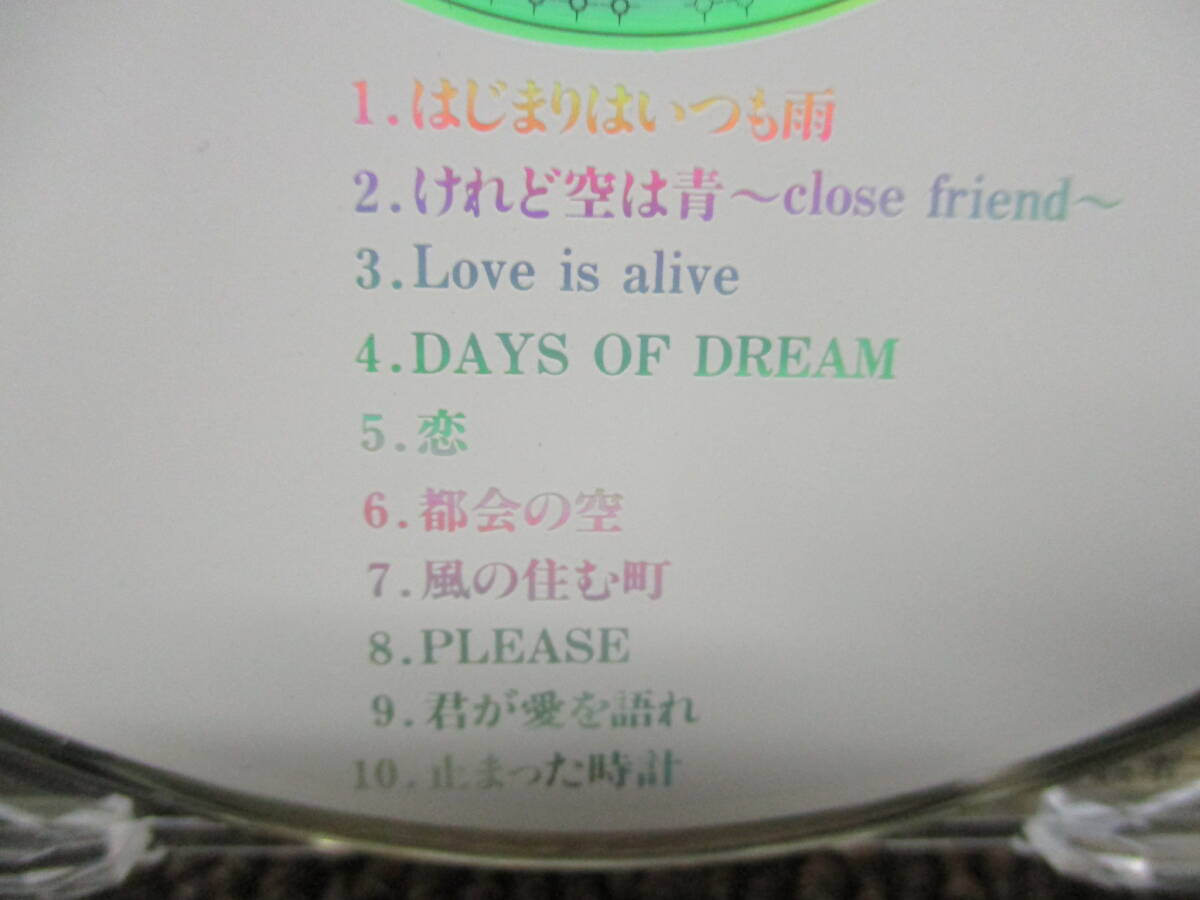 1.はじまりはいつも雨
2.けれど空は青～close friend～
3.Love is alive
4.DAYS OF DREAM
5.恋
6.都会の空
7.風の住む町
8.PLEASE
9.君が愛を語れ
10.止まった時計